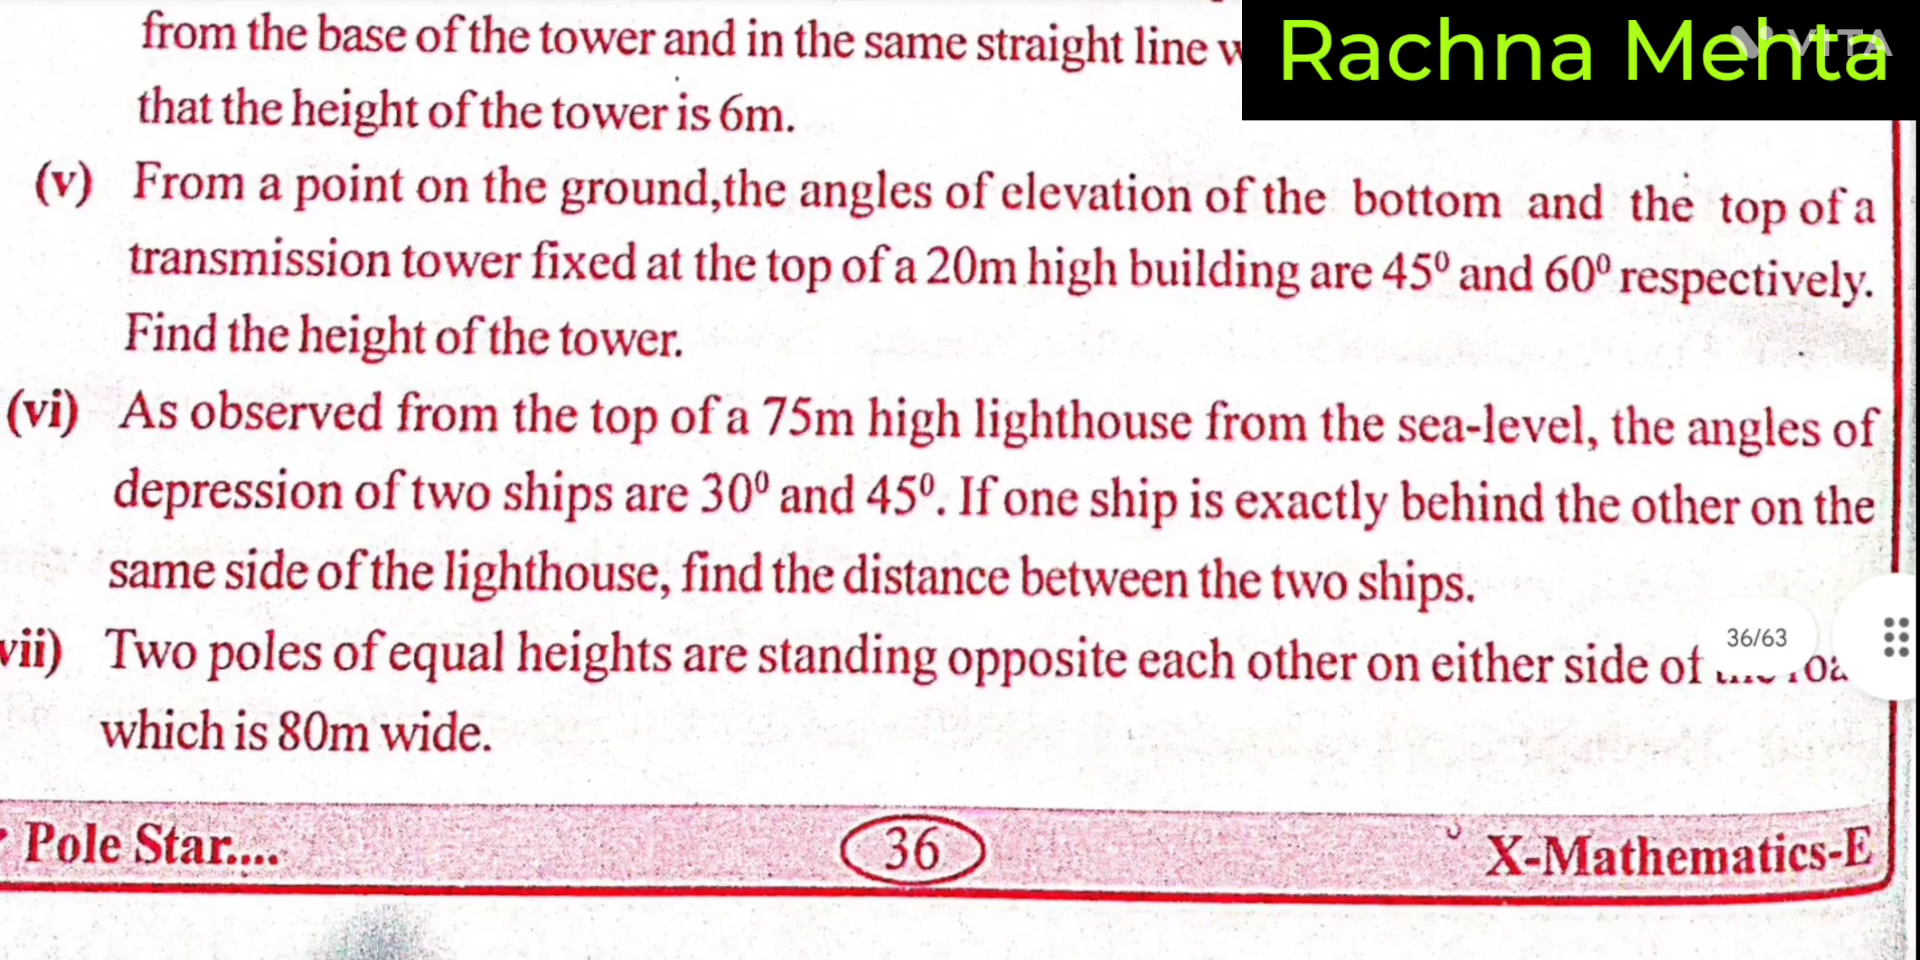 from the base of the tower and in the same straight line
Rachna Mehta
VITA
that the height of the tower is 6m.
(v) From a point on the ground,the angles of elevation of the bottom and the top of a
transmission tower fixed at the top of a 20m high building are 45⁰ and 60⁰ respectively.
Find the height of the tower.
(vi) As observed from the top of a 75m high lighthouse from the sea-level, the angles of
depression of two ships are 30⁰ and 45⁰. If one ship is exactly behind the other on the
same side of the lighthouse, find the distance between the two ships.
36/63
vii) Two poles of equal heights are standing opposite each other on either side of
which is 80m wide.
Pole Star.... 36 X-Mathematics-E